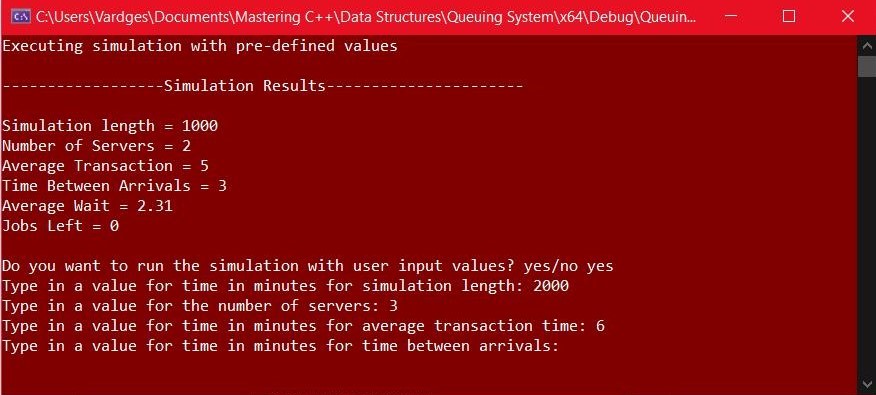 C:\Users\Vardges\Documents\Mastering C++\Data Structures\Queuing System\x64\Debug\Queuin...
Executing simulation with pre-defined values
------------------Simulation Results----------------------
Simulation length = 1000
Number of Servers = 2
Average Transaction = 5
Time Between Arrivals = 3
Average Wait = 2.31
Jobs Left = 0
Do you want to run the simulation with user input values? yes/no yes
Type in a value for time in minutes for simulation length: 2000
Type in a value for the number of servers: 3
Type in a value for time in minutes for average transaction time: 6
Type in a value for time in minutes for time between arrivals: